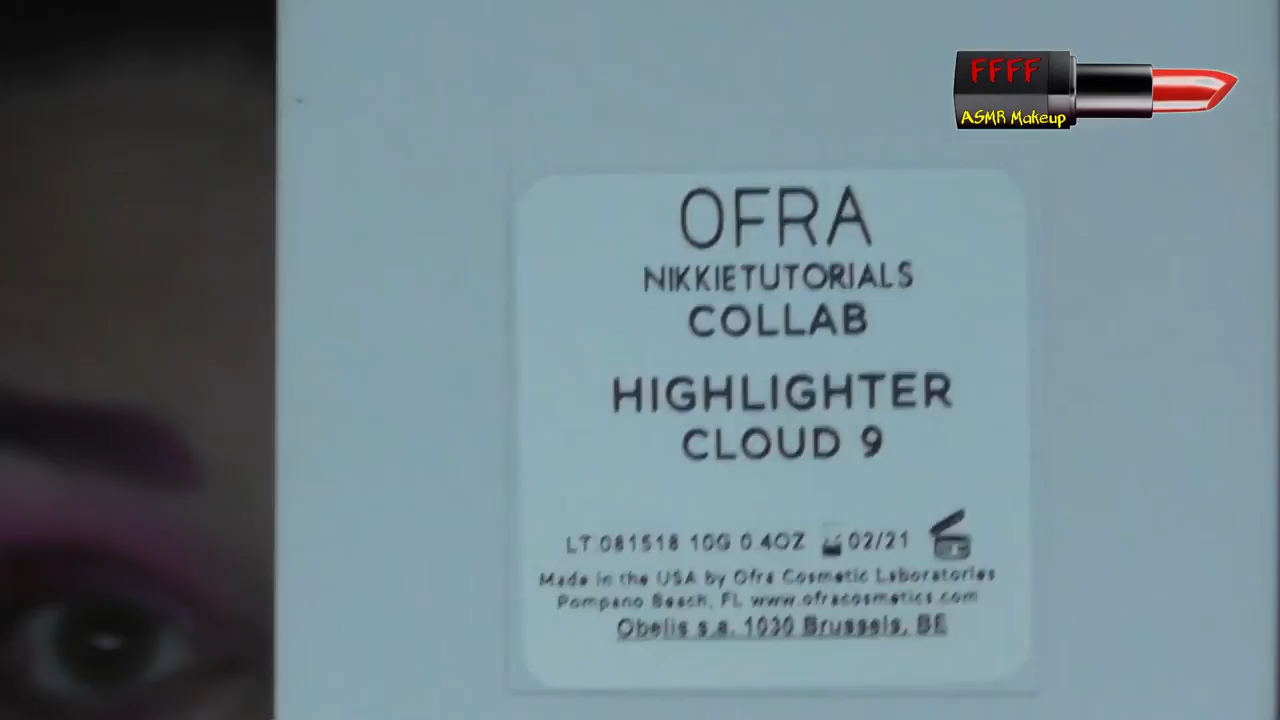 FFFF
ASMR Makeup
OFRA
NIKKIETUTORIALS
COLLAB
HIGHLIGHTER
CLOUD 9
LT.081518 10G 0.4OZ 02/21
Made in the USA by Ofra Cosmetic Laboratories
Pompano Beach, FL www.ofracosmetics.com
Obelis s.a. 1030 Brussels, BE